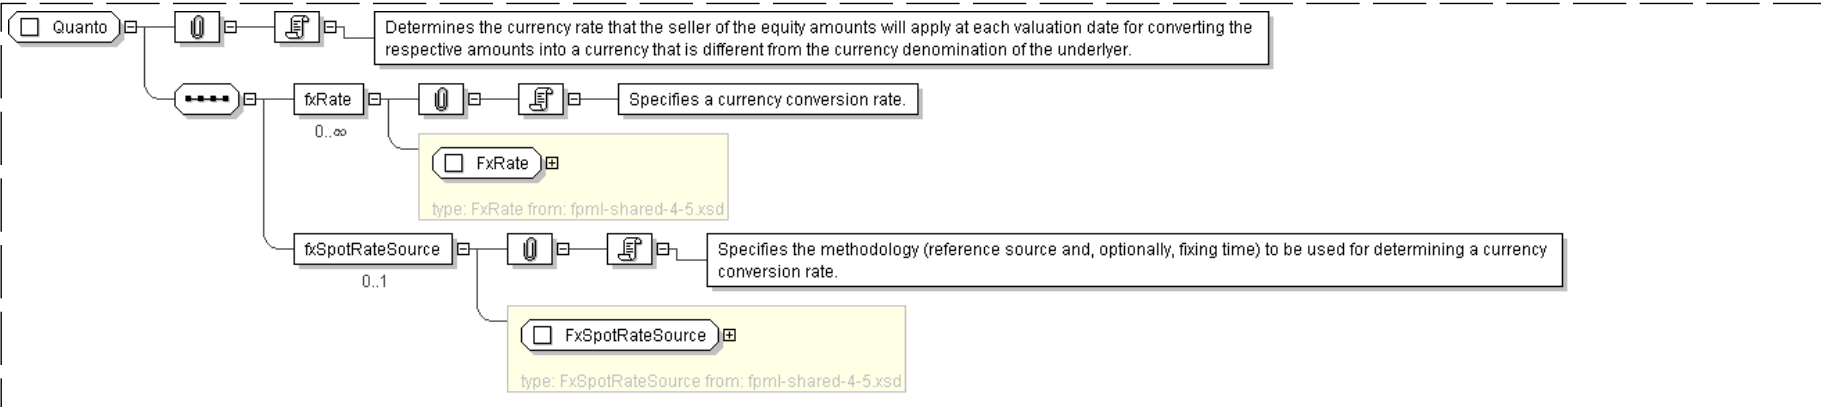 Quanto
Determines the currency rate that the seller of the equity amounts will apply at each valuation date for converting the
respective amounts into a currency that is different from the currency denomination of the underlyer.
fxRate
Specifies a currency conversion rate.
0..∞
FxRate
type: FxRate from: fpml-shared-4-5.xsd
fxSpotRateSource
Specifies the methodology (reference source and, optionally, fixing time) to be used for determining a currency
conversion rate.
0..1
FxSpotRateSource
type: FxSpotRateSource from: fpml-shared-4-5.xsd